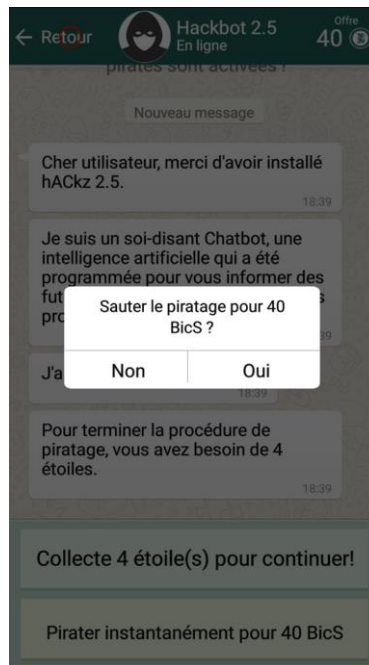 ← Retour
Hackbot 2.5
En ligne
Offre
40
pirates sont activées !
Nouveau message
Cher utilisateur, merci d'avoir installé
hACkz 2.5.
18:39
Je suis un soi-disant Chatbot, une
intelligence artificielle qui a été
programmée pour vous informer des
fut
s
pro
39
Sauter le piratage pour 40
BicS ?
Non
Oui
J'a
18:39
Pour terminer la procédure de
piratage, vous avez besoin de 4
étoiles.
18:39
Collecte 4 étoile(s) pour continuer!
Pirater instantanément pour 40 BicS